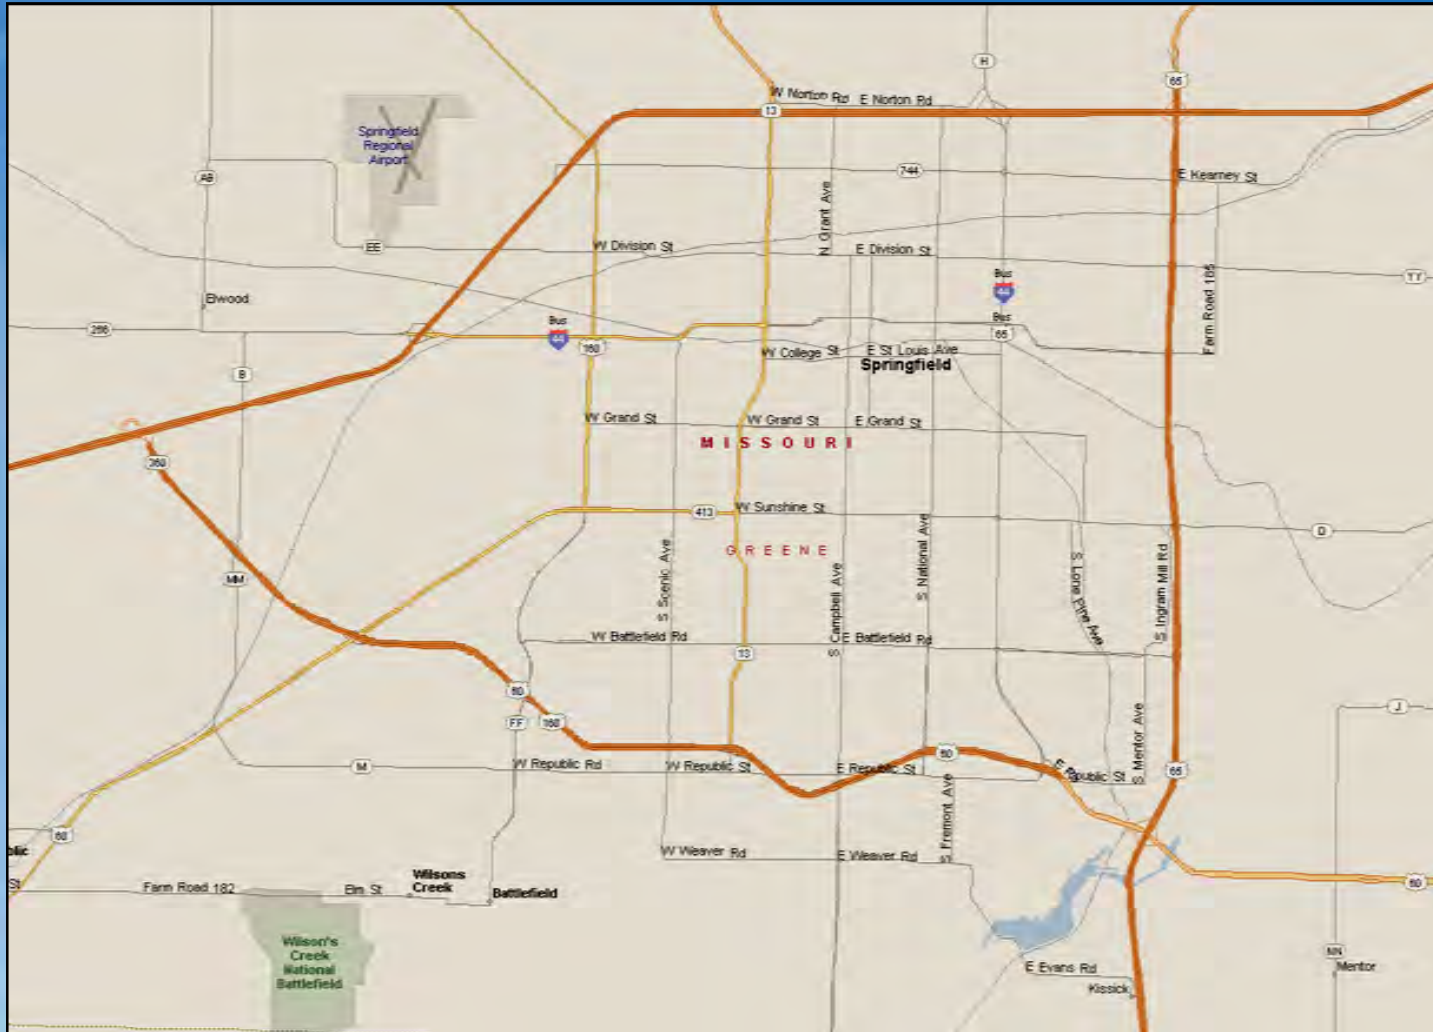 H
65
W Norton Rd
E Norton Rd
13
Springfield
Regional
Airport
744
E Kearney St
AB
N Grant Ave
EE
W Division St
E Division St
YY
Bus
44
Farm Road 185
Elwood
266
Bus
44
160
Bus
65
W College St
E St Louis Ave
Springfield
B
W Grand St
W Grand St
E Grand St
MISSOURI
360
413
W Sunshine St
D
GREENE
S Scenic Ave
S Campbell Ave
S National Ave
S Lone Pine Ave
S Ingram Mill Rd
MM
W Battlefield Rd
E Battlefield Rd
13
60
FF
160
J
S Mentor Ave
M
W Republic Rd
W Republic St
E Republic St
60
E Republic St
65
S Fremont Ave
60
blic
St
W Weaver Rd
E Weaver Rd
Farm Road 182
Elm St
Wilsons
Creek
Battlefield
60
Wilson's
Creek
National
Battlefield
NN
Mentor
E Evans Rd
Kissick